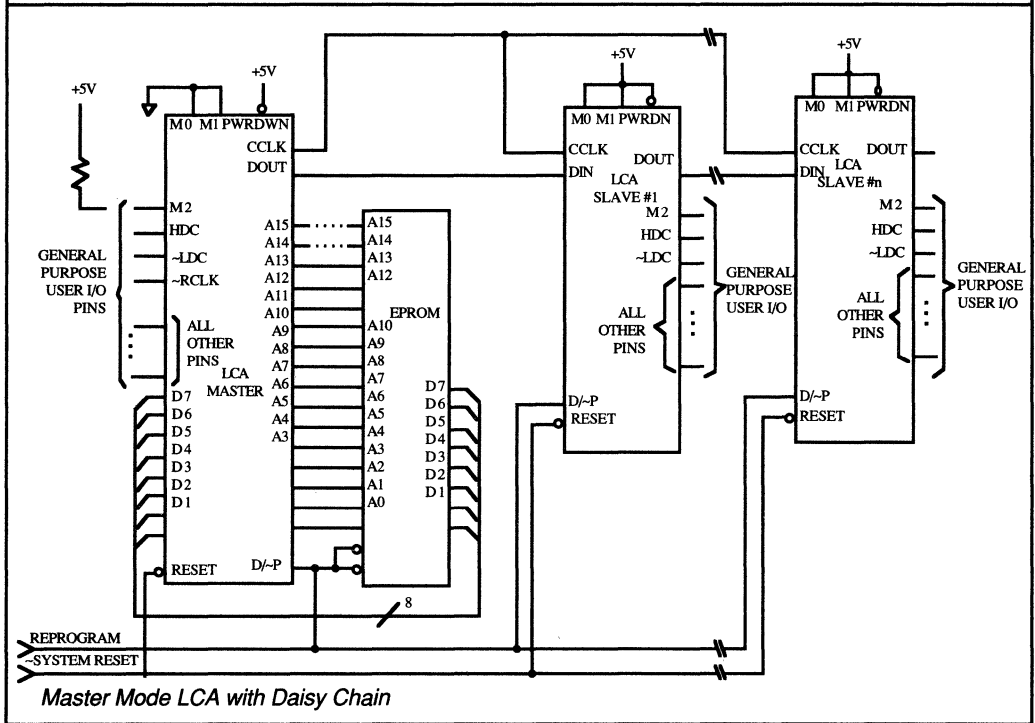 +5V
+5V
M0 M1 PWRDWN
CCLK
DOUT
M2
HDC
~LDC
~RCLK
GENERAL
PURPOSE
USER I/O
PINS
ALL
OTHER
PINS
LCA
MASTER
D7
D6
D5
D4
D3
D2
D1
RESET
D/~P
A15
A14
A13
A12
A11
A10
A9
A8
A7
A6
A5
A4
A3
A15
A14
A13
A12
EPROM
A10
A9
A8
A7
A6
A5
A4
A3
A2
A1
A0
D7
D6
D5
D4
D3
D2
D1
8
+5V
M0 M1 PWRDN
CCLK
DOUT
DIN
LCA
SLAVE #1
M2
HDC
~LDC
ALL
OTHER
PINS
GENERAL
PURPOSE
USER I/O
D/~P
RESET
+5V
M0 M1 PWRDN
CCLK
DOUT
DIN
LCA
SLAVE #n
M2
HDC
~LDC
ALL
OTHER
PINS
GENERAL
PURPOSE
USER I/O
D/~P
RESET
REPROGRAM
~SYSTEM RESET
Master Mode LCA with Daisy Chain